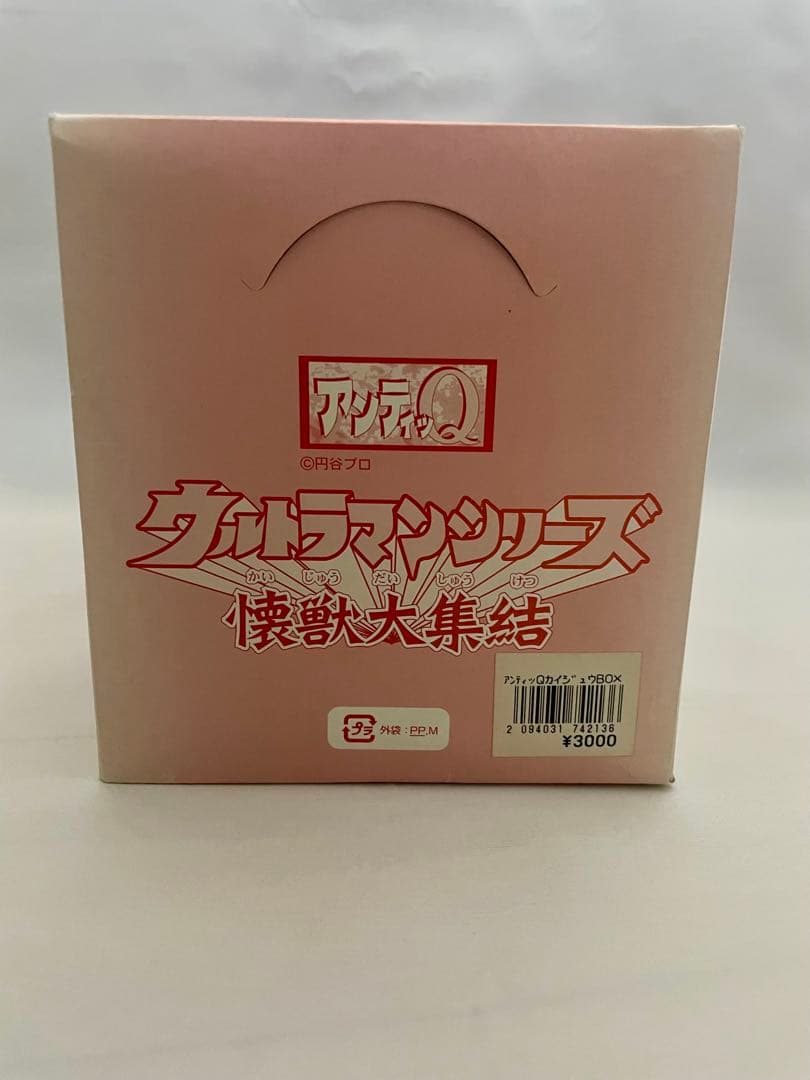 アンティッQ
©円谷プロ
ウルトラマンシリーズ
かい じゅう だい しゅう けつ
懐獣大集結
プラ 外袋:PP.M
アンティッQカイジュウBOX
2 094031 742136
¥3000